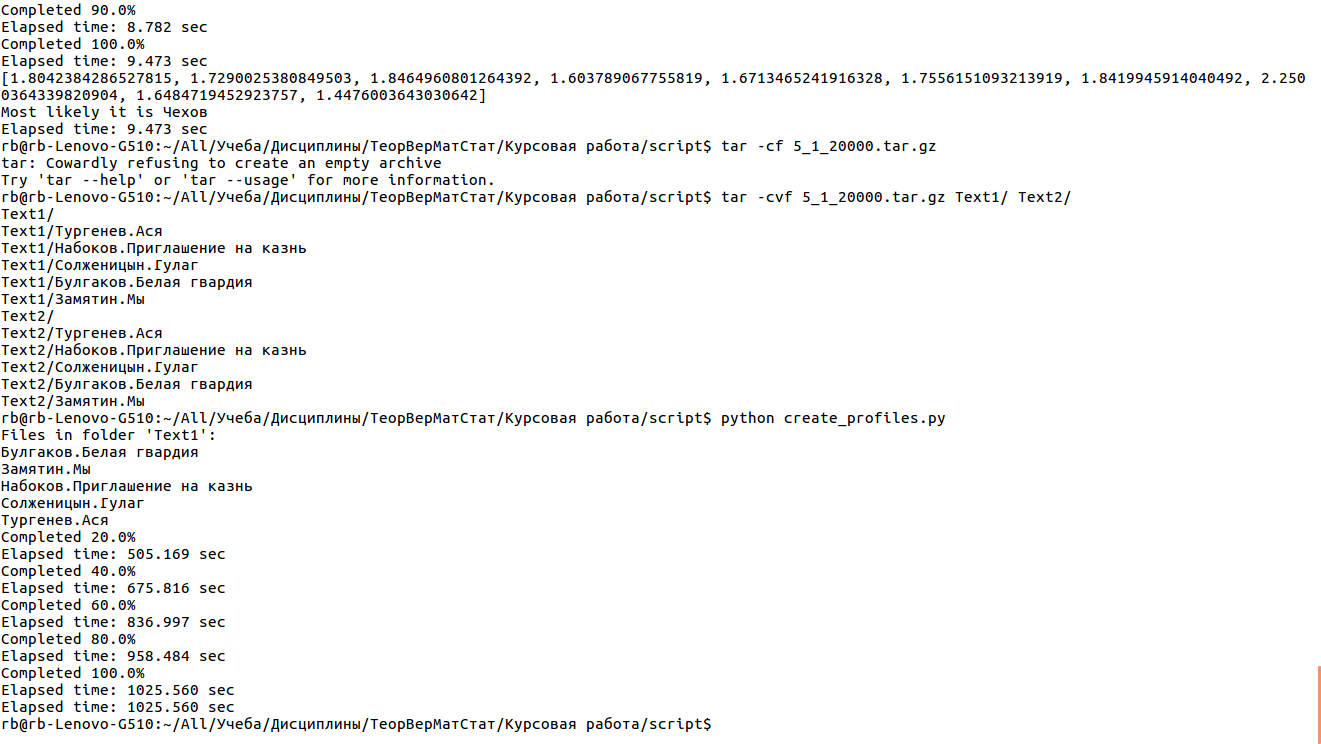 Completed 90.0%
Elapsed time: 8.782 sec
Completed 100.0%
Elapsed time: 9.473 sec
[1.8042384286527815, 1.7290025380849503, 1.8464960801264392, 1.603789067755819, 1.6713465241916328, 1.7556151093213919, 1.8419945914040492, 2.250
0364339820904, 1.6484719452923757, 1.4476003643030642]
Most likely it is Чехов
Elapsed time: 9.473 sec
rb@rb-Lenovo-G510:~/All/Учеба/Дисциплины/ТеорВерМатСтат/Курсовая работа/script$ tar -cf 5_1_20000.tar.gz
tar: Cowardly refusing to create an empty archive
Try 'tar --help' or 'tar --usage' for more information.
rb@rb-Lenovo-G510:~/All/Учеба/Дисциплины/ТеорВерМатСтат/Курсовая работа/script$ tar -cvf 5_1_20000.tar.gz Text1/ Text2/
Text1/
Text1/Тургенев.Ася
Text1/Набоков.Приглашение на казнь
Text1/Солженицын.Гулаг
Text1/Булгаков.Белая гвардия
Text1/Замятин.Мы
Text2/
Text2/Тургенев.Ася
Text2/Набоков.Приглашение на казнь
Text2/Солженицын.Гулаг
Text2/Булгаков.Белая гвардия
Text2/Замятин.Мы
rb@rb-Lenovo-G510:~/All/Учеба/Дисциплины/ТеорВерМатСтат/Курсовая работа/script$ python create_profiles.py
Files in folder 'Text1':
Булгаков.Белая гвардия
Замятин.Мы
Набоков.Приглашение на казнь
Солженицын.Гулаг
Тургенев.Ася
Completed 20.0%
Elapsed time: 505.169 sec
Completed 40.0%
Elapsed time: 675.816 sec
Completed 60.0%
Elapsed time: 836.997 sec
Completed 80.0%
Elapsed time: 958.484 sec
Completed 100.0%
Elapsed time: 1025.560 sec
Elapsed time: 1025.560 sec
rb@rb-Lenovo-G510:~/All/Учеба/Дисциплины/ТеорВерМатСтат/Курсовая работа/script$